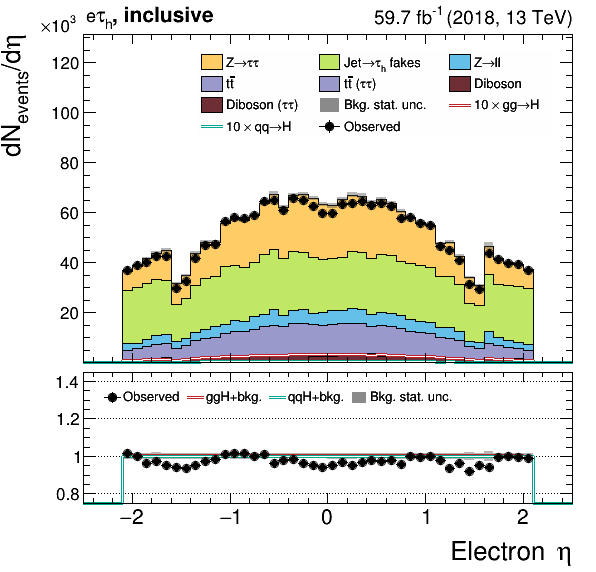 ×10³ eτₕ, inclusive 59.7 fb⁻¹ (2018, 13 TeV)
dN_events/dη
120
100
80
60
40
20
Z→ττ Jet→τₕ fakes Z→ll
tt̄ tt̄ (ττ) Diboson
Diboson (ττ) Bkg. stat. unc. 10 × gg→H
10 × qq→H Observed
1.4
1.2
1
0.8
Observed ggH+bkg. qqH+bkg. Bkg. stat. unc.
−2 −1 0 1 2
Electron η